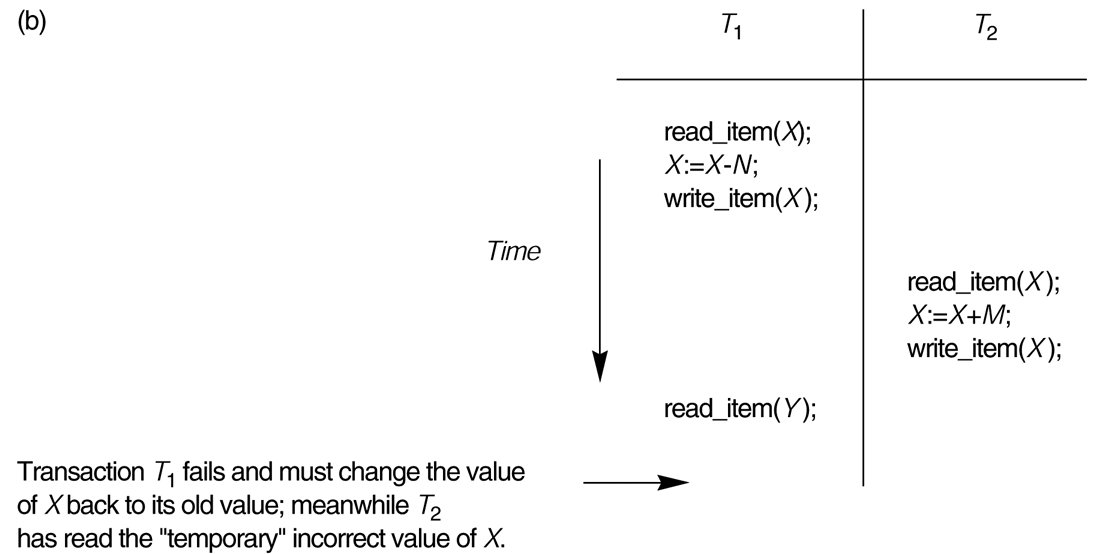 (b)
T1 T2
read_item(X);
X:=X-N;
write_item(X);
Time
read_item(X);
X:=X+M;
write_item(X);
read_item(Y);
Transaction T1 fails and must change the value
of X back to its old value; meanwhile T2
has read the "temporary" incorrect value of X.